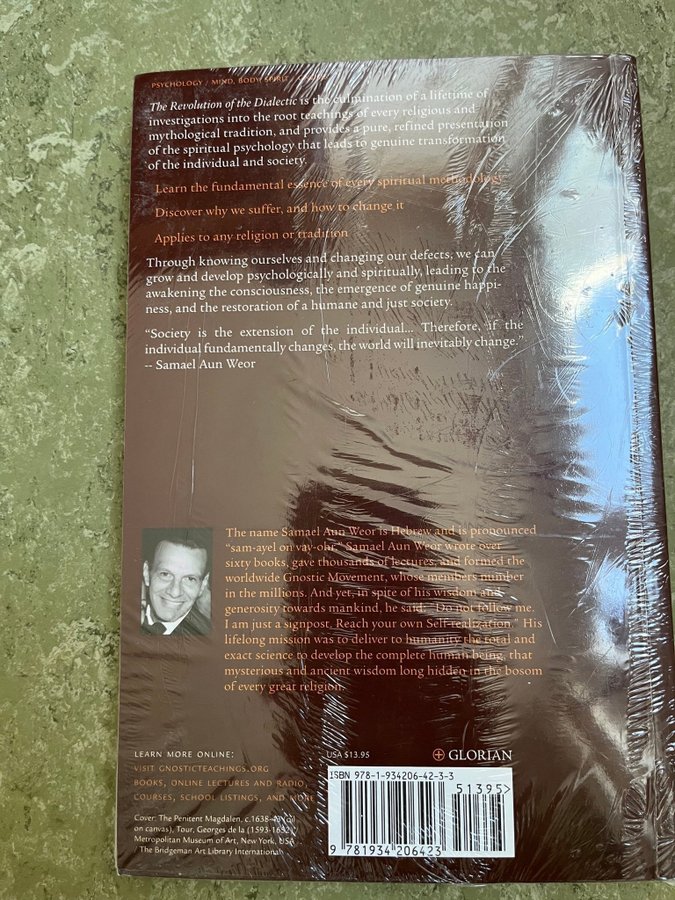 PSYCHOLOGY / MIND, BODY, SPIRIT /
The Revolution of the Dialectic is the culmination of a lifetime of
investigations into the root teachings of every religious and
mythological tradition, and provides a pure, refined presentation
of the spiritual psychology that leads to genuine transformation
of the individual and society.
Learn the fundamental essence of every spiritual methodology
Discover why we suffer, and how to change it
Applies to any religion or tradition
Through knowing ourselves and changing our defects, we can
grow and develop psychologically and spiritually, leading to the
awakening the consciousness, the emergence of genuine happi-
ness, and the restoration of a humane and just society.
“Society is the extension of the individual... Therefore, if the
individual fundamentally changes, the world will inevitably change.”
-- Samael Aun Weor
The name Samael Aun Weor is Hebrew and is pronounced
“sam-ayel on vay-ohr.” Samael Aun Weor wrote over
sixty books, gave thousands of lectures, and formed the
worldwide Gnostic Movement, whose members number
in the millions. And yet, in spite of his wisdom and
generosity towards mankind, he said: “Do not follow me.
I am just a signpost. Reach your own Self-realization.” His
lifelong mission was to deliver to humanity the total and
exact science to develop the complete human being, that
mysterious and ancient wisdom long hidden in the bosom
of every great religion.
LEARN MORE ONLINE:
VISIT GNOSTICTEACHINGS.ORG
BOOKS, ONLINE LECTURES AND RADIO,
COURSES, SCHOOL LISTINGS, AND MORE
Cover: The Penitent Magdalen, c.1638-43 (oil
on canvas), Tour, Georges de la (1593-1652)
Metropolitan Museum of Art, New York, USA
The Bridgeman Art Library International
USA $13.95
GLORIAN
ISBN 978-1-934206-42-3-3
51395>
9 781934 206423